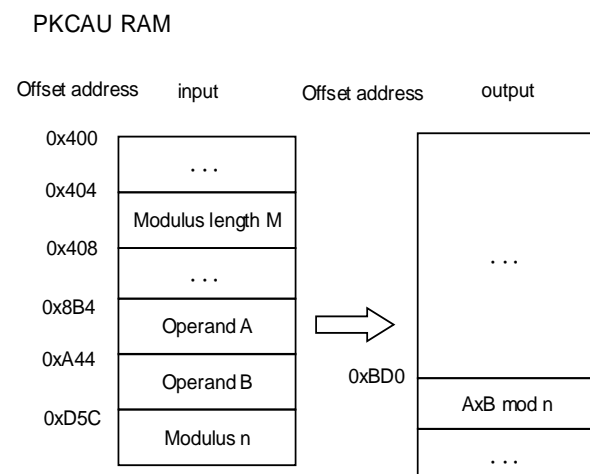 PKCAU RAM
Offset address input Offset address output
0x400
. . .
0x404
Modulus length M
0x408
. . .
0x8B4
Operand A
0xA44
Operand B
0xD5C
Modulus n
. . .
0xBD0
AxB mod n
. . .